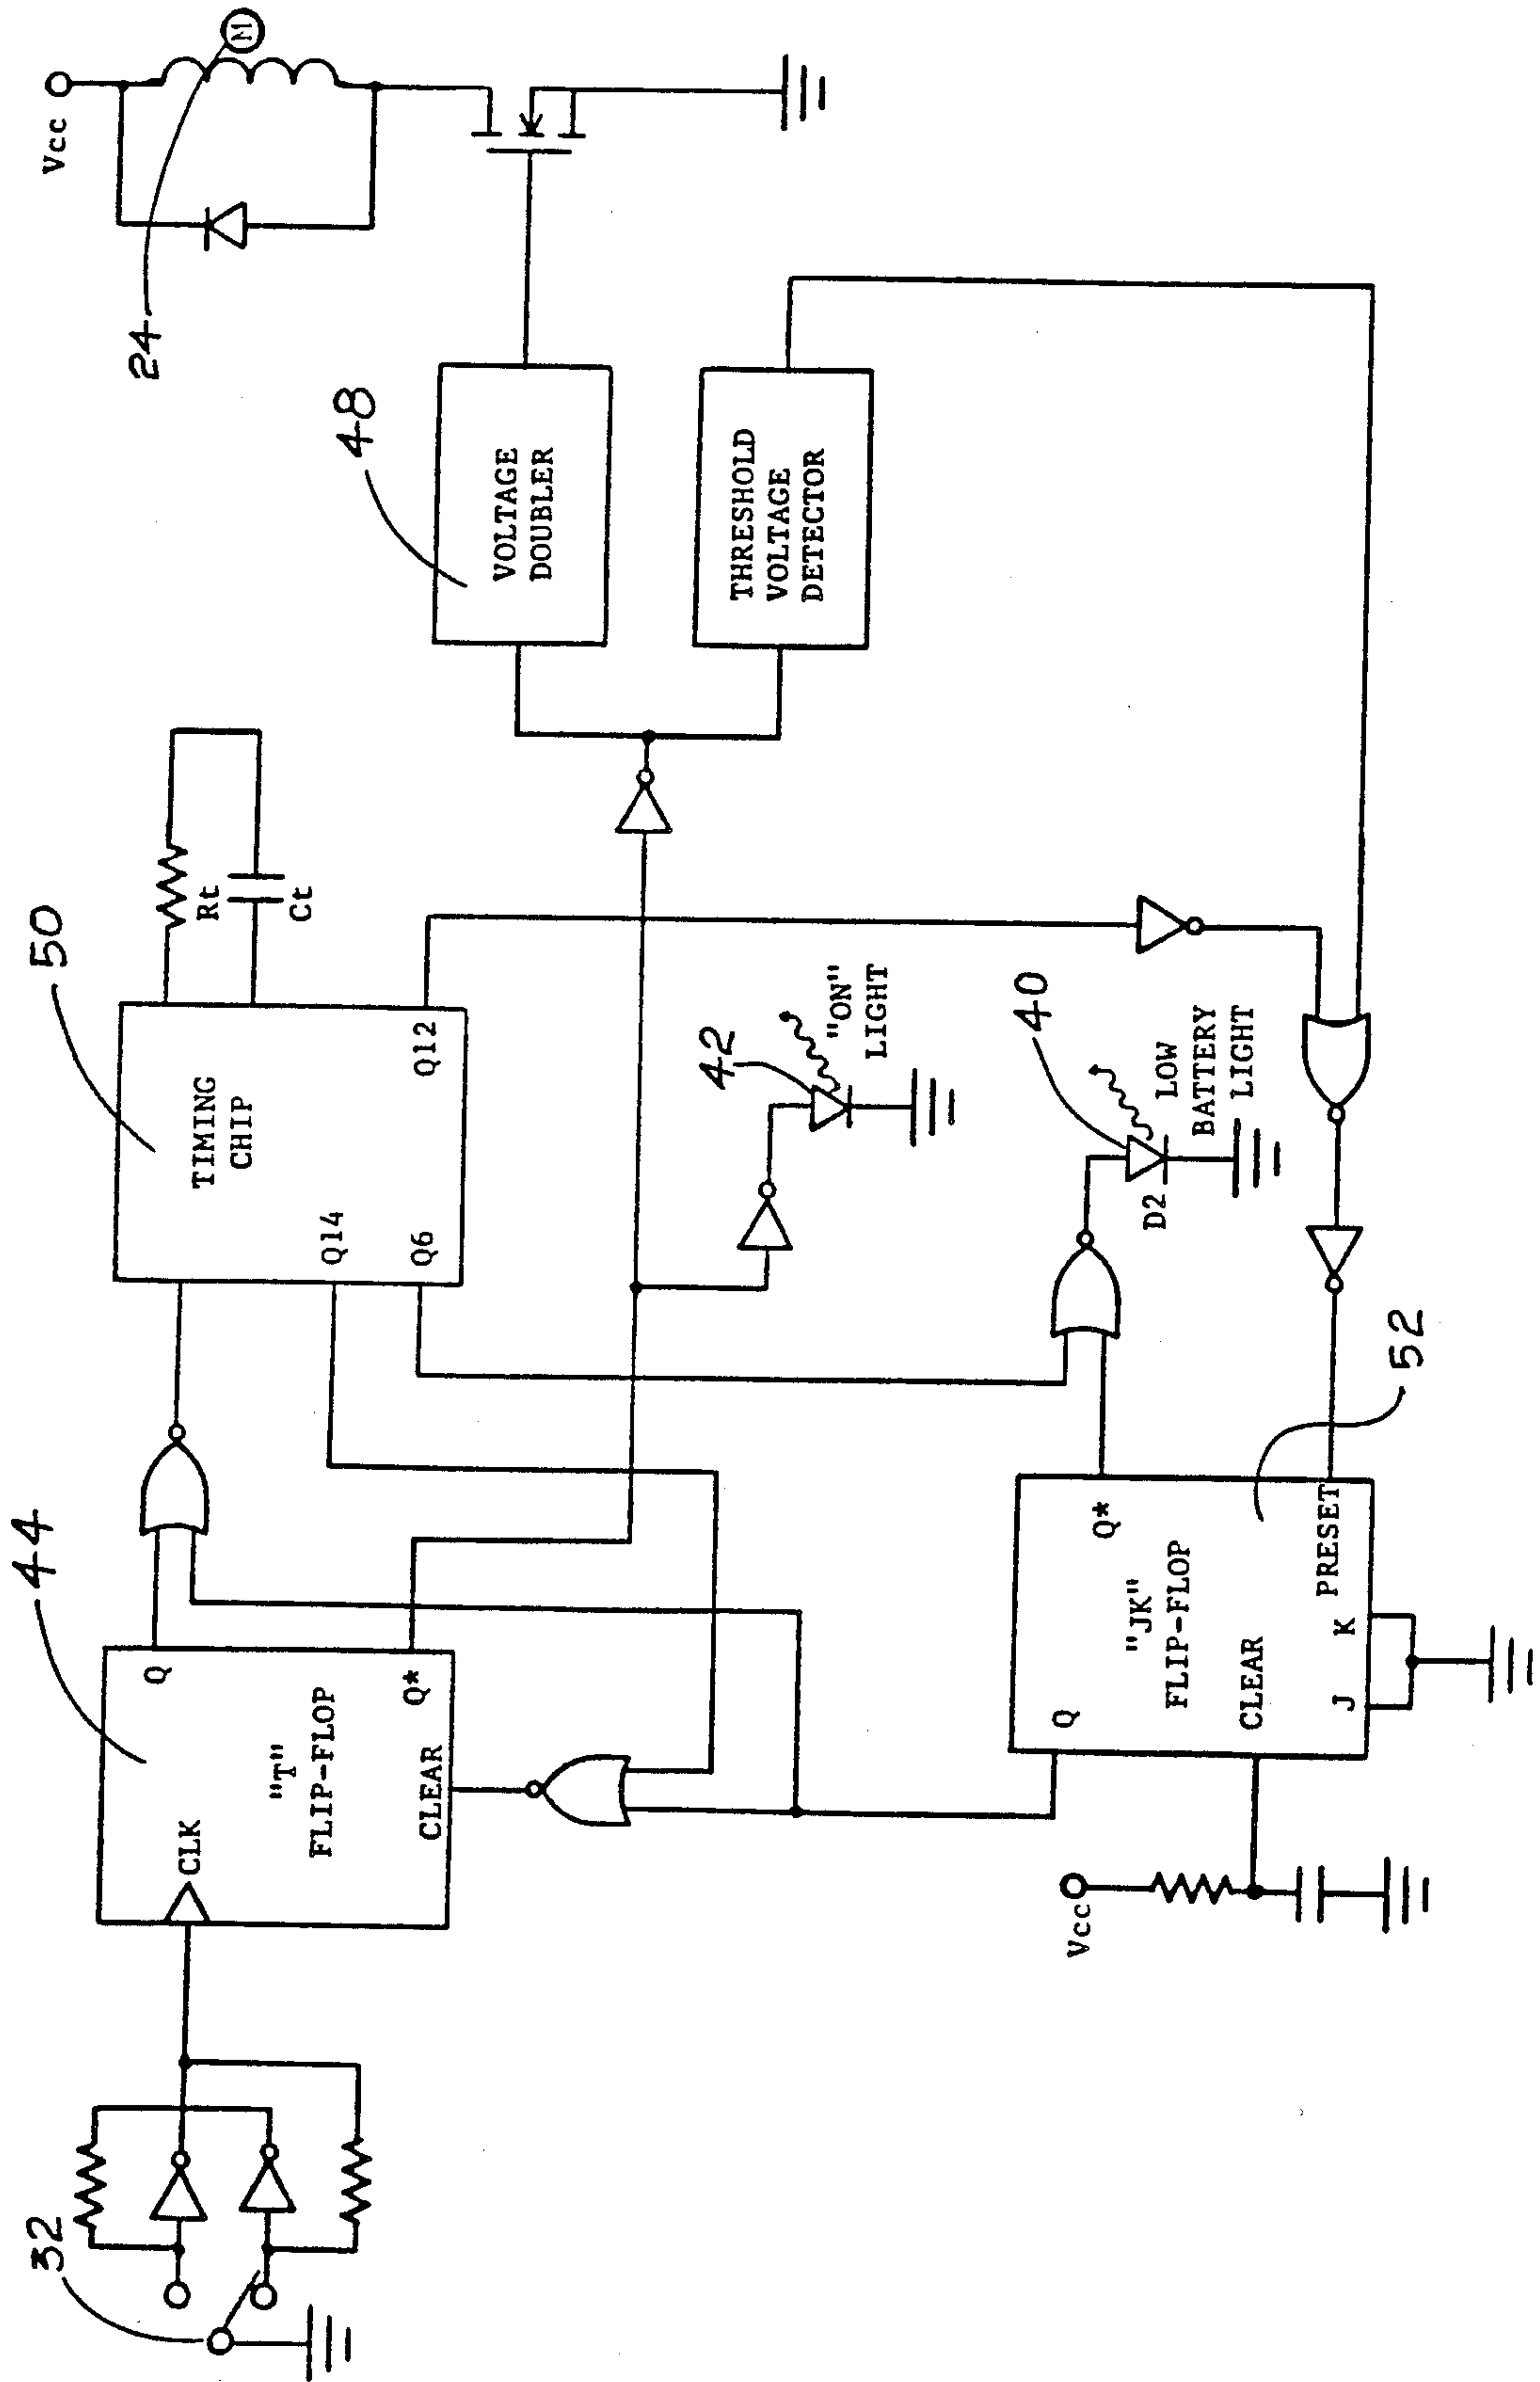 32
44
CLK
"T"
FLIP-FLOP
Q
Q*
CLEAR
50
TIMING
CHIP
Q14
Q6
Q12
Rt
Ct
48
VOLTAGE
DOUBLER
THRESHOLD
VOLTAGE
DETECTOR
24
Vcc
M
42
"ON"
LIGHT
40
D2
LOW
BATTERY
LIGHT
52
Vcc
Q
"JK"
FLIP-FLOP
Q*
CLEAR
PRESET
J
K